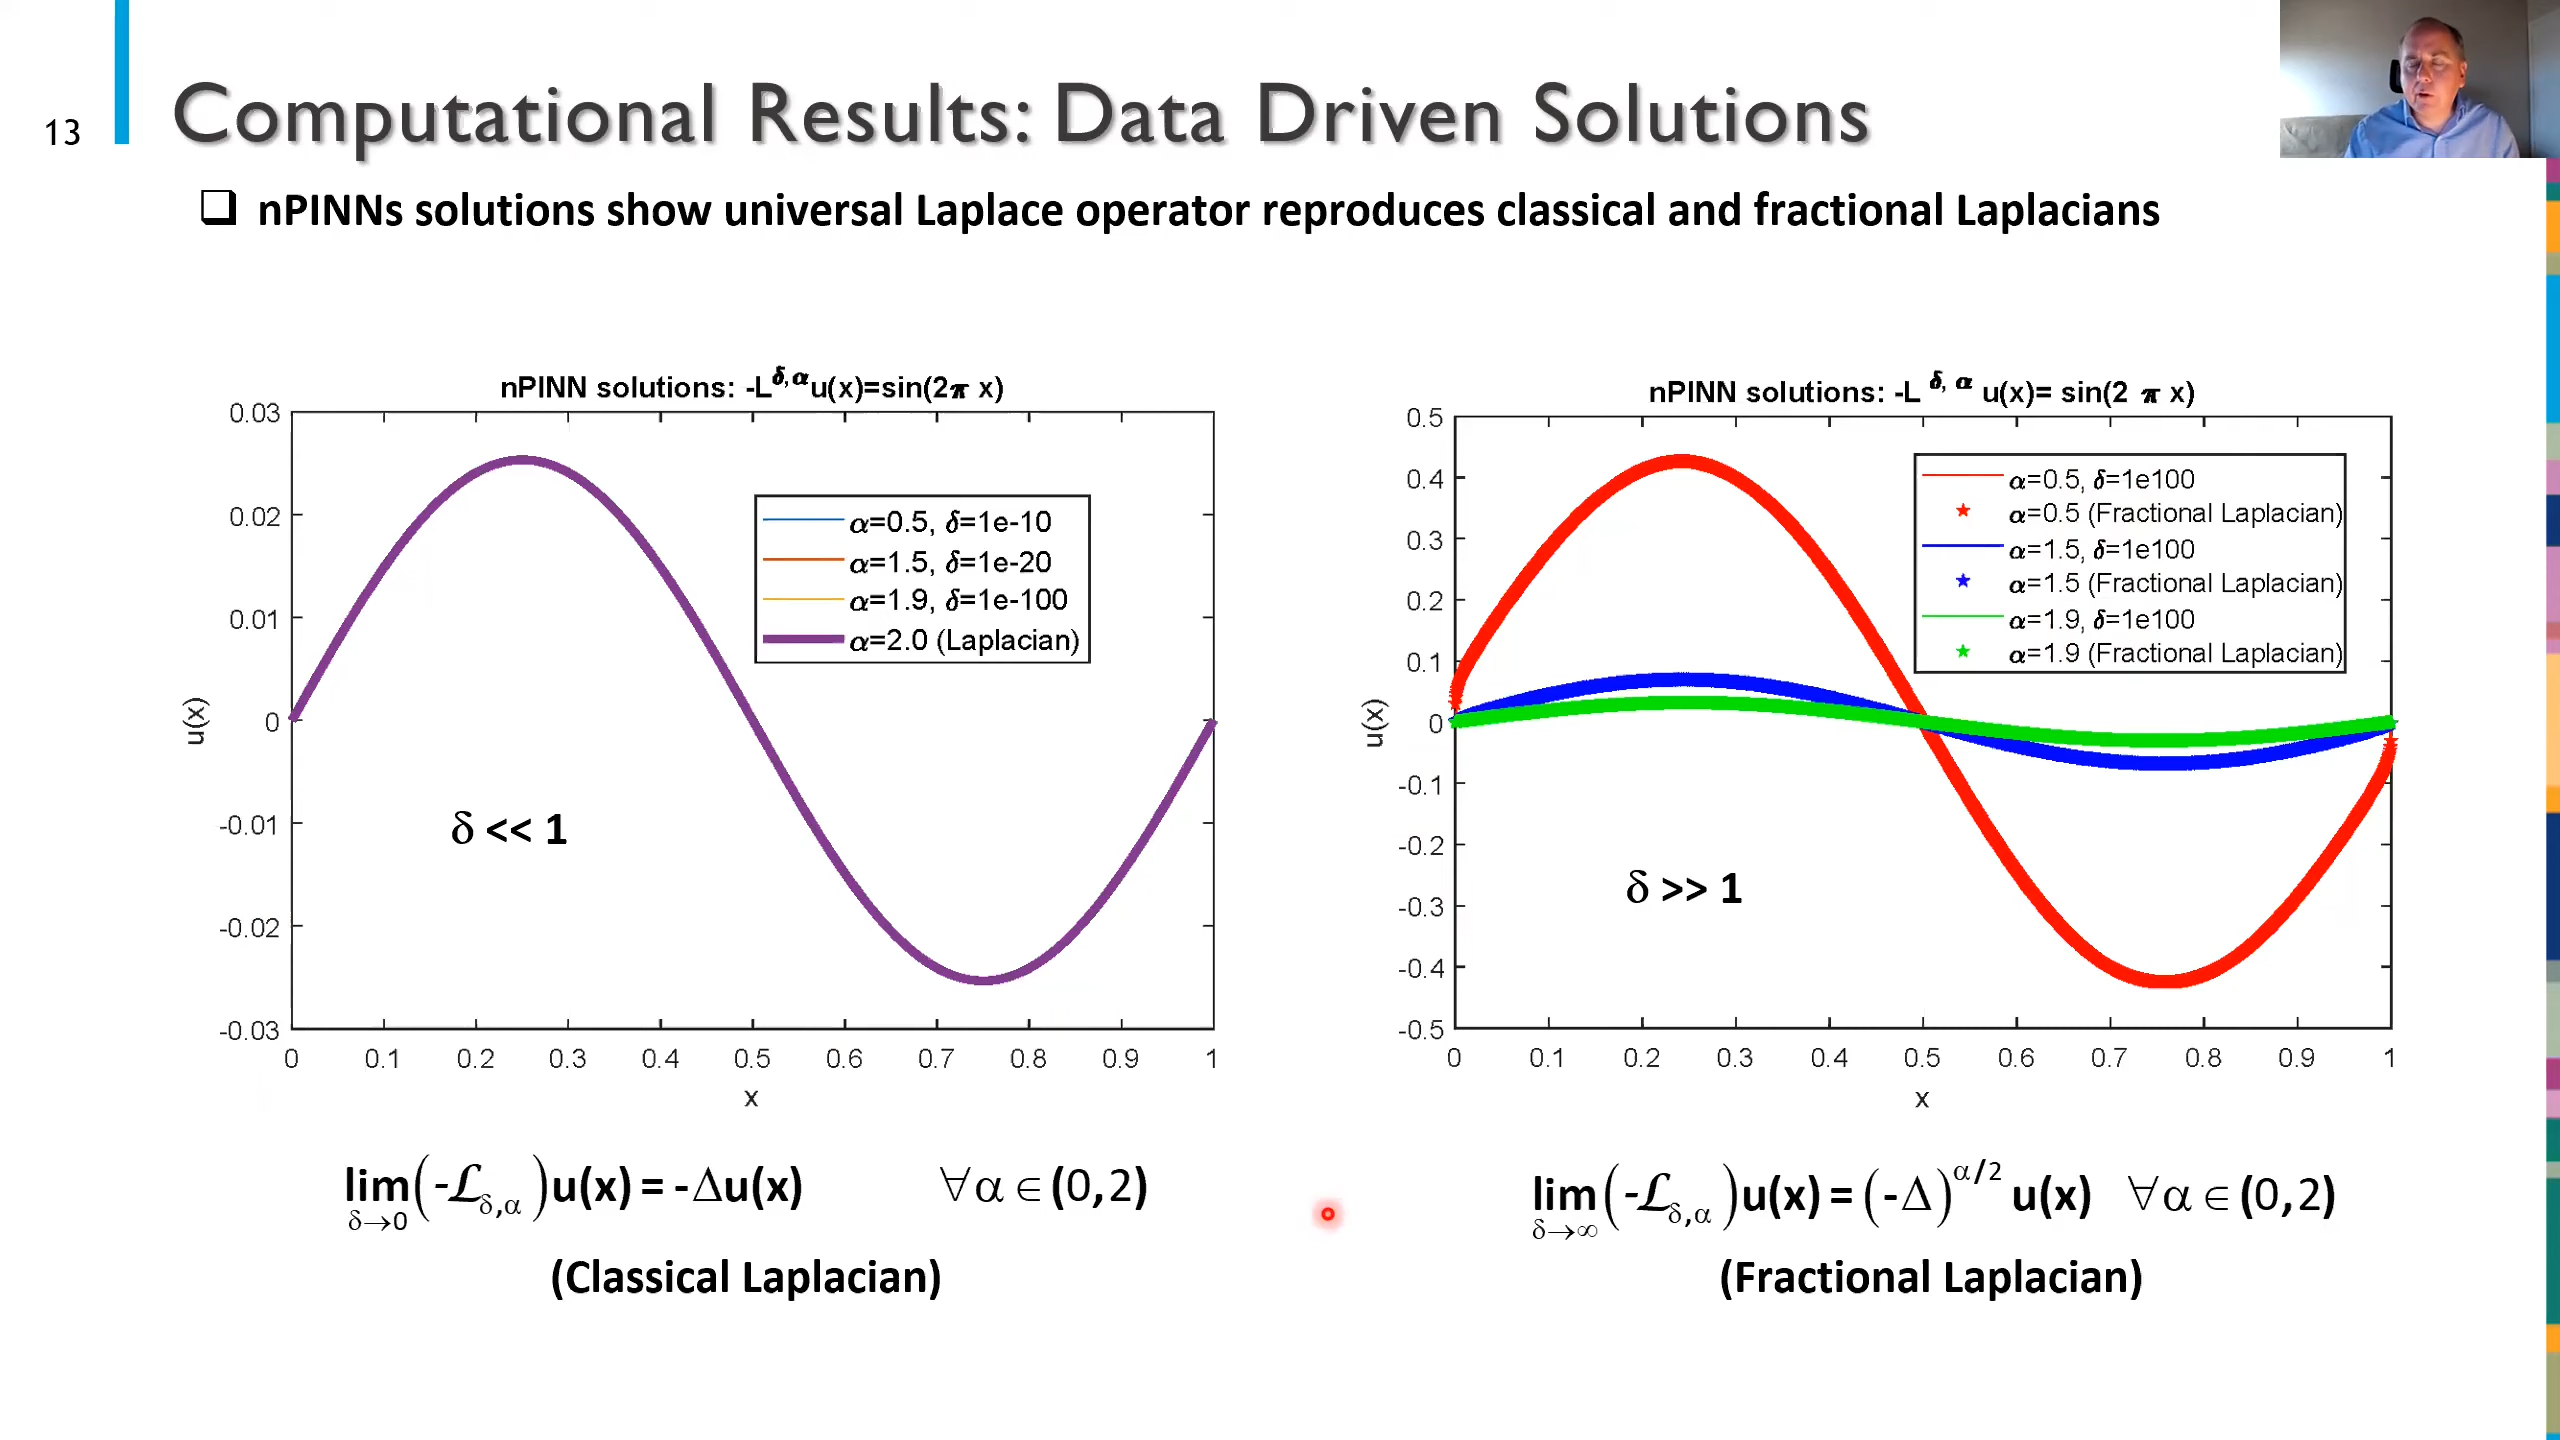 13
Computational Results: Data Driven Solutions
❑ nPINNs solutions show universal Laplace operator reproduces classical and fractional Laplacians
nPINN solutions: -L^δ,α u(x)=sin(2π x)
0.03
0.02
0.01
0
-0.01
-0.02
-0.03
u(x)
α=0.5, δ=1e-10
α=1.5, δ=1e-20
α=1.9, δ=1e-100
α=2.0 (Laplacian)
δ << 1
0 0.1 0.2 0.3 0.4 0.5 0.6 0.7 0.8 0.9 1
x
lim δ→0 (-ℒδ,α)u(x) = -Δu(x) ∀α∈(0,2)
(Classical Laplacian)
nPINN solutions: -L^δ, α u(x)= sin(2 π x)
0.5
0.4
0.3
0.2
0.1
0
-0.1
-0.2
-0.3
-0.4
-0.5
u(x)
α=0.5, δ=1e100
α=0.5 (Fractional Laplacian)
α=1.5, δ=1e100
α=1.5 (Fractional Laplacian)
α=1.9, δ=1e100
α=1.9 (Fractional Laplacian)
δ >> 1
0 0.1 0.2 0.3 0.4 0.5 0.6 0.7 0.8 0.9 1
x
lim δ→∞ (-ℒδ,α)u(x) = (-Δ)^α/2 u(x) ∀α∈(0,2)
(Fractional Laplacian)